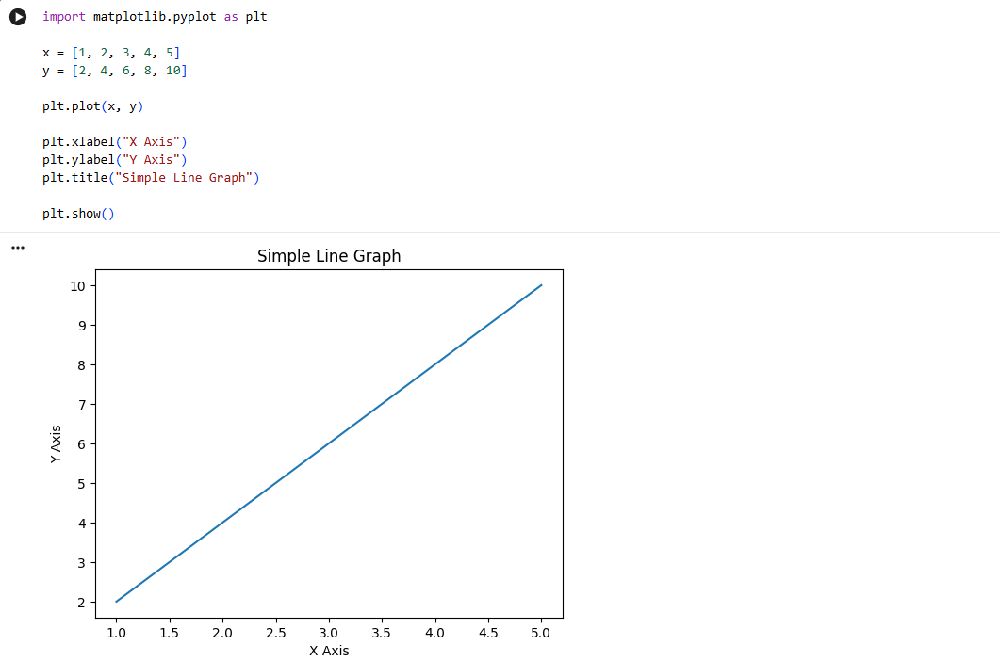 import matplotlib.pyplot as plt
x = [1, 2, 3, 4, 5]
y = [2, 4, 6, 8, 10]
plt.plot(x, y)
plt.xlabel("X Axis")
plt.ylabel("Y Axis")
plt.title("Simple Line Graph")
plt.show()
Simple Line Graph
10
9
8
7
6
5
4
3
2
Y Axis
1.0 1.5 2.0 2.5 3.0 3.5 4.0 4.5 5.0
X Axis